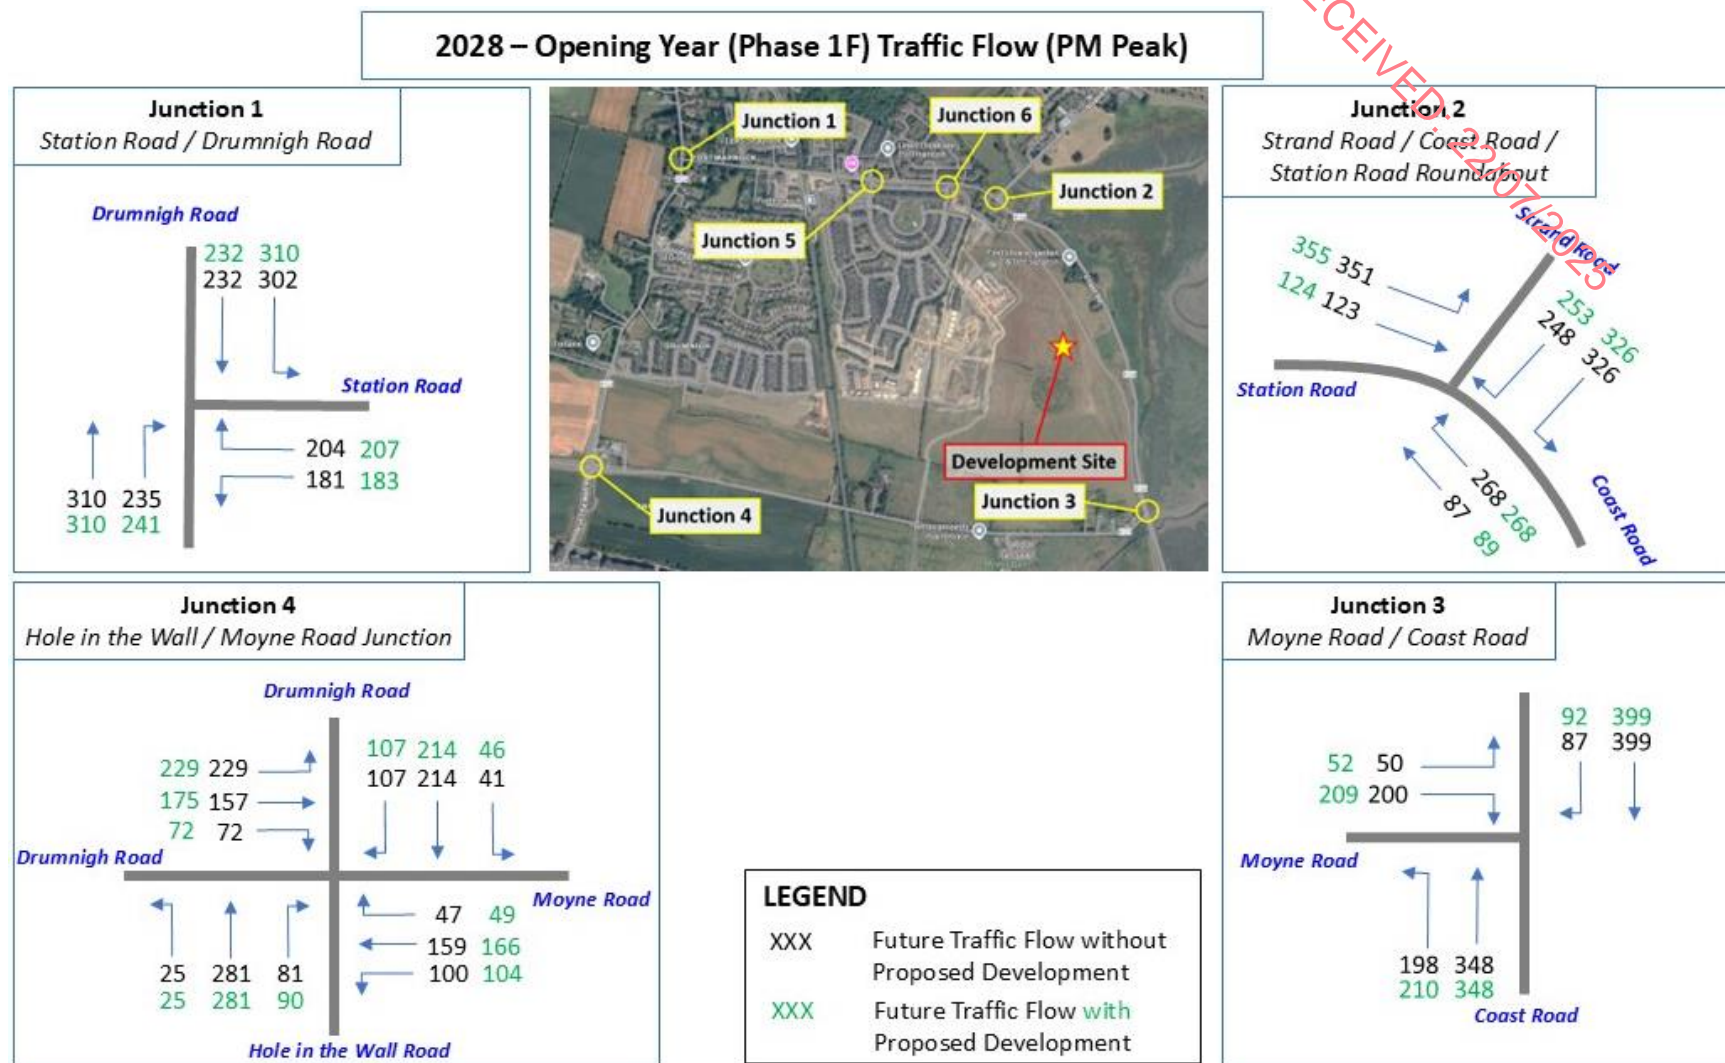 2028 – Opening Year (Phase 1F) Traffic Flow (PM Peak)
RECEIVED: 22/07/2025
Junction 1
Station Road / Drumnigh Road
Drumnigh Road
232 310
232 302
Station Road
204 207
181 183
310 235
310 241
Junction 1
Junction 6
Junction 2
Junction 5
Development Site
Junction 3
Junction 4
Junction 2
Strand Road / Coast Road /
Station Road Roundabout
Strand Road
355 351
124 123
253 326
248 326
Station Road
268 268
87 89
Coast Road
Junction 4
Hole in the Wall / Moyne Road Junction
Drumnigh Road
107 214 46
107 214 41
229 229
175 157
72 72
Drumnigh Road
Moyne Road
47 49
159 166
100 104
25 281 81
25 281 90
Hole in the Wall Road
LEGEND
XXX Future Traffic Flow without
Proposed Development
XXX Future Traffic Flow with
Proposed Development
Junction 3
Moyne Road / Coast Road
92 399
87 399
52 50
209 200
Moyne Road
198 348
210 348
Coast Road